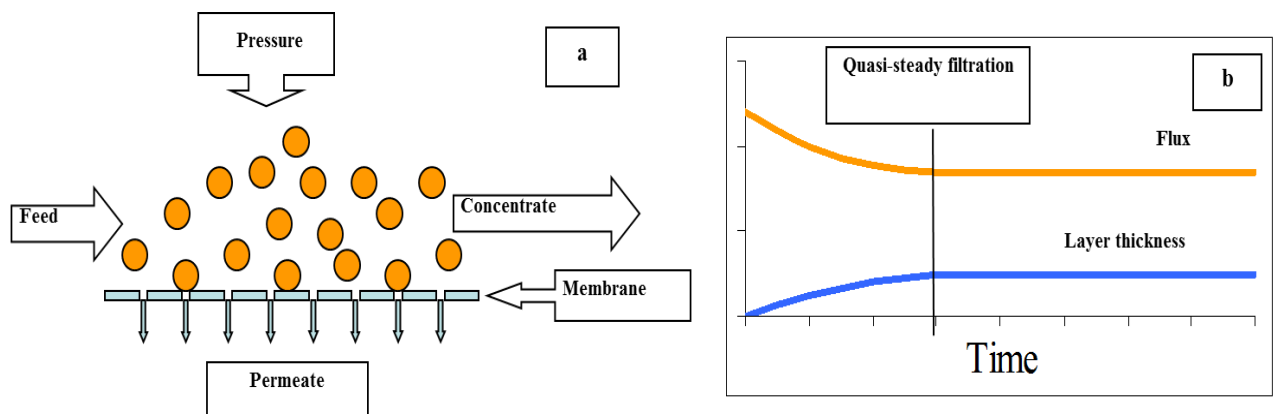 Pressure
a
Feed
Concentrate
Membrane
Permeate
Quasi-steady filtration
b
Flux
Layer thickness
Time